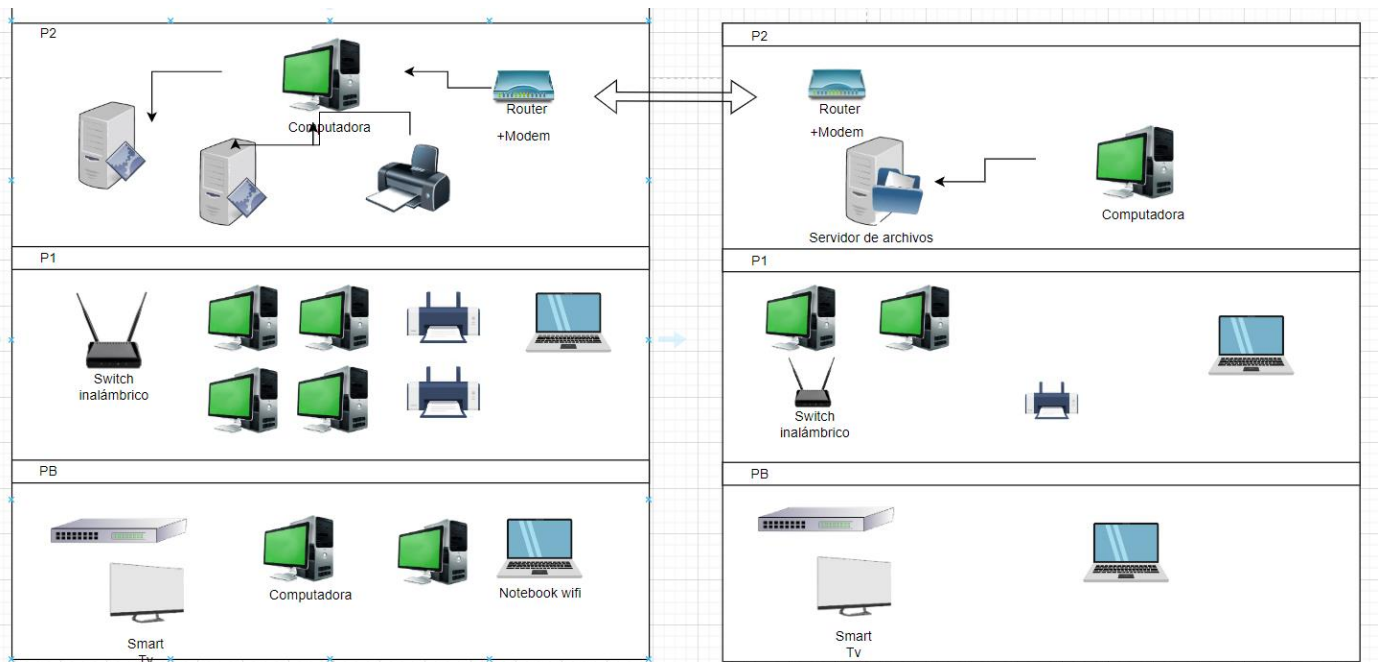 P2
Computadora
Router
+Modem
P1
Switch
inalámbrico
PB
Computadora
Notebook wifi
Smart
Tv
P2
Router
+Modem
Servidor de archivos
Computadora
P1
Switch
inalámbrico
PB
Smart
Tv